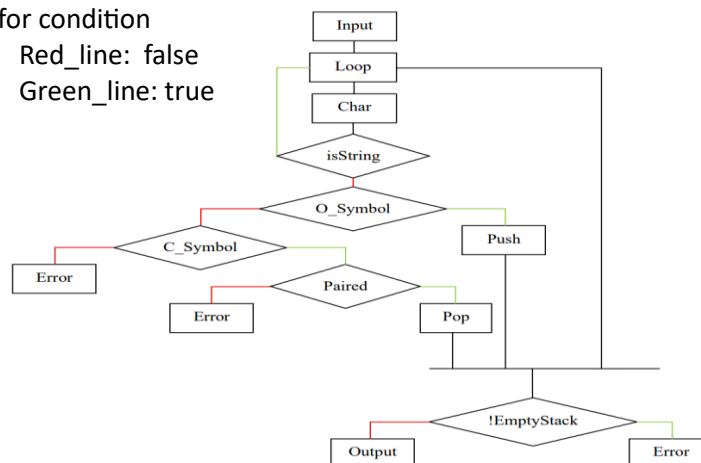 for condition
Red_line: false
Green_line: true
Input
Loop
Char
isString
O_Symbol
C_Symbol
Push
Error
Paired
Error
Pop
!EmptyStack
Output
Error